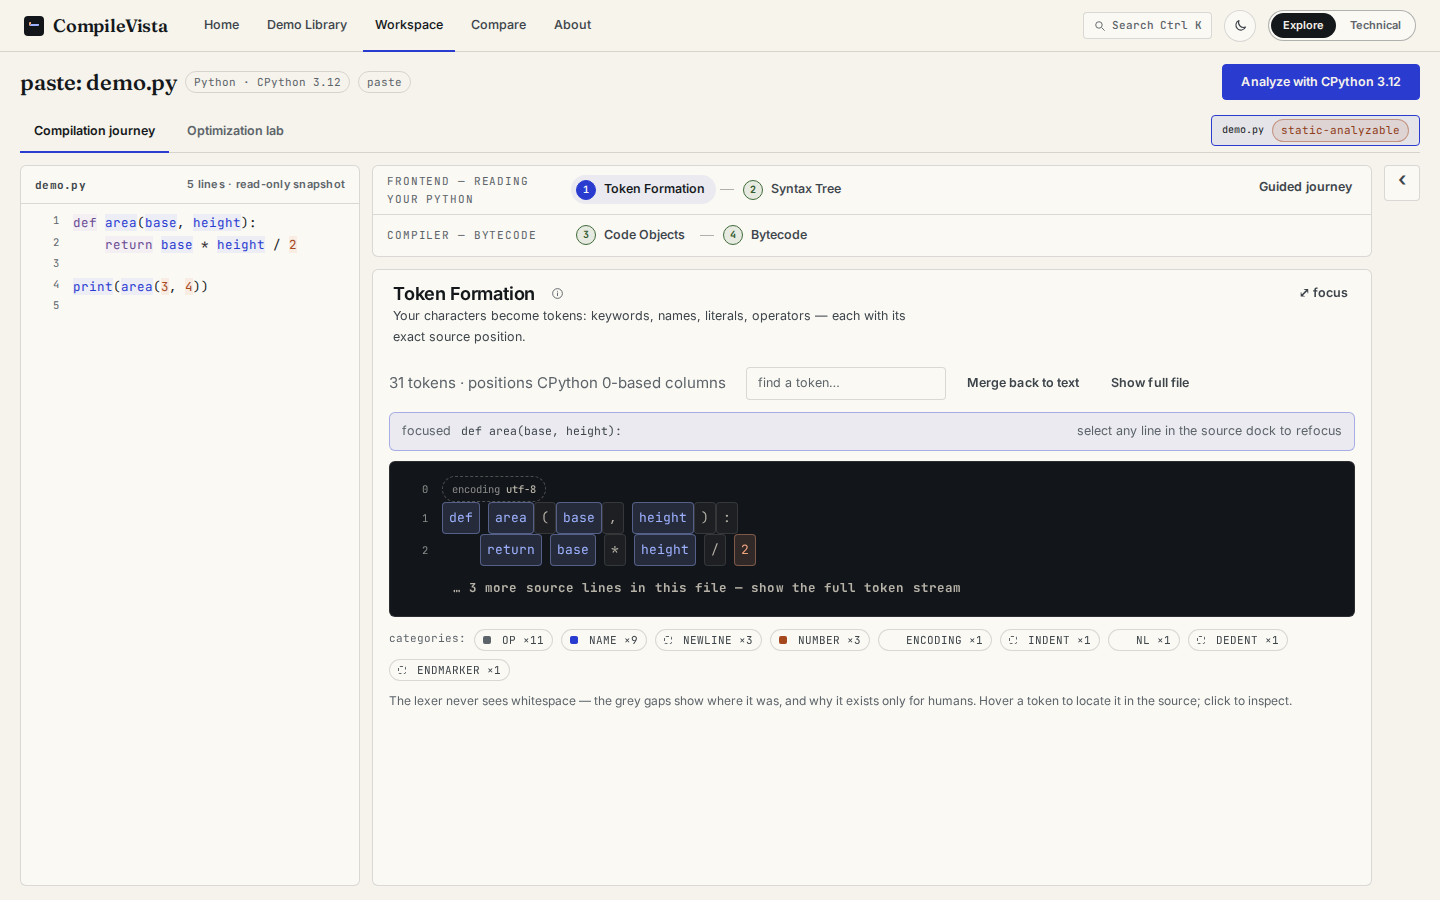 CompileVista
Home
Demo Library
Workspace
Compare
About
Search Ctrl K
Explore
Technical
paste: demo.py
Python · CPython 3.12
paste
Analyze with CPython 3.12
Compilation journey
Optimization lab
demo.py
static-analyzable
demo.py
5 lines · read-only snapshot
1 def area(base, height):
2 return base * height / 2
3
4 print(area(3, 4))
5
FRONTEND — READING
YOUR PYTHON
1 Token Formation
2 Syntax Tree
Guided journey
COMPILER — BYTECODE
3 Code Objects
4 Bytecode
Token Formation
⤢ focus
Your characters become tokens: keywords, names, literals, operators — each with its
exact source position.
31 tokens · positions CPython 0-based columns
find a token...
Merge back to text
Show full file
focused def area(base, height):
select any line in the source dock to refocus
0 encoding utf-8
1 def area ( base , height ) :
2 return base * height / 2
… 3 more source lines in this file — show the full token stream
categories: OP ×11 NAME ×9 NEWLINE ×3 NUMBER ×3 ENCODING ×1 INDENT ×1 NL ×1 DEDENT ×1
ENDMARKER ×1
The lexer never sees whitespace — the grey gaps show where it was, and why it exists only for humans. Hover a token to locate it in the source; click to inspect.